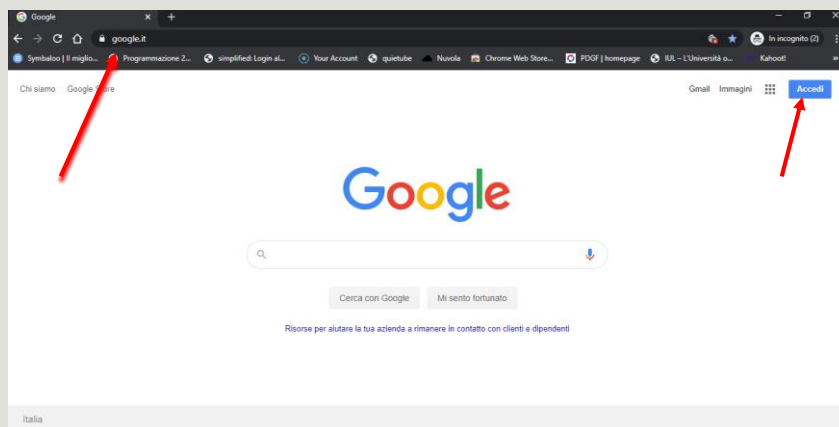 Google
google.it
In incognito (2)
Symbaloo | Il miglio... Programmazione 2... simplified: Login al... Your Account quietube Nuvola Chrome Web Store... PDGF | homepage IUL – L'Università o... Kahoot!
Chi siamo Google Store Gmail Immagini Accedi
Google
Cerca con Google Mi sento fortunato
Risorse per aiutare la tua azienda a rimanere in contatto con clienti e dipendenti
Italia